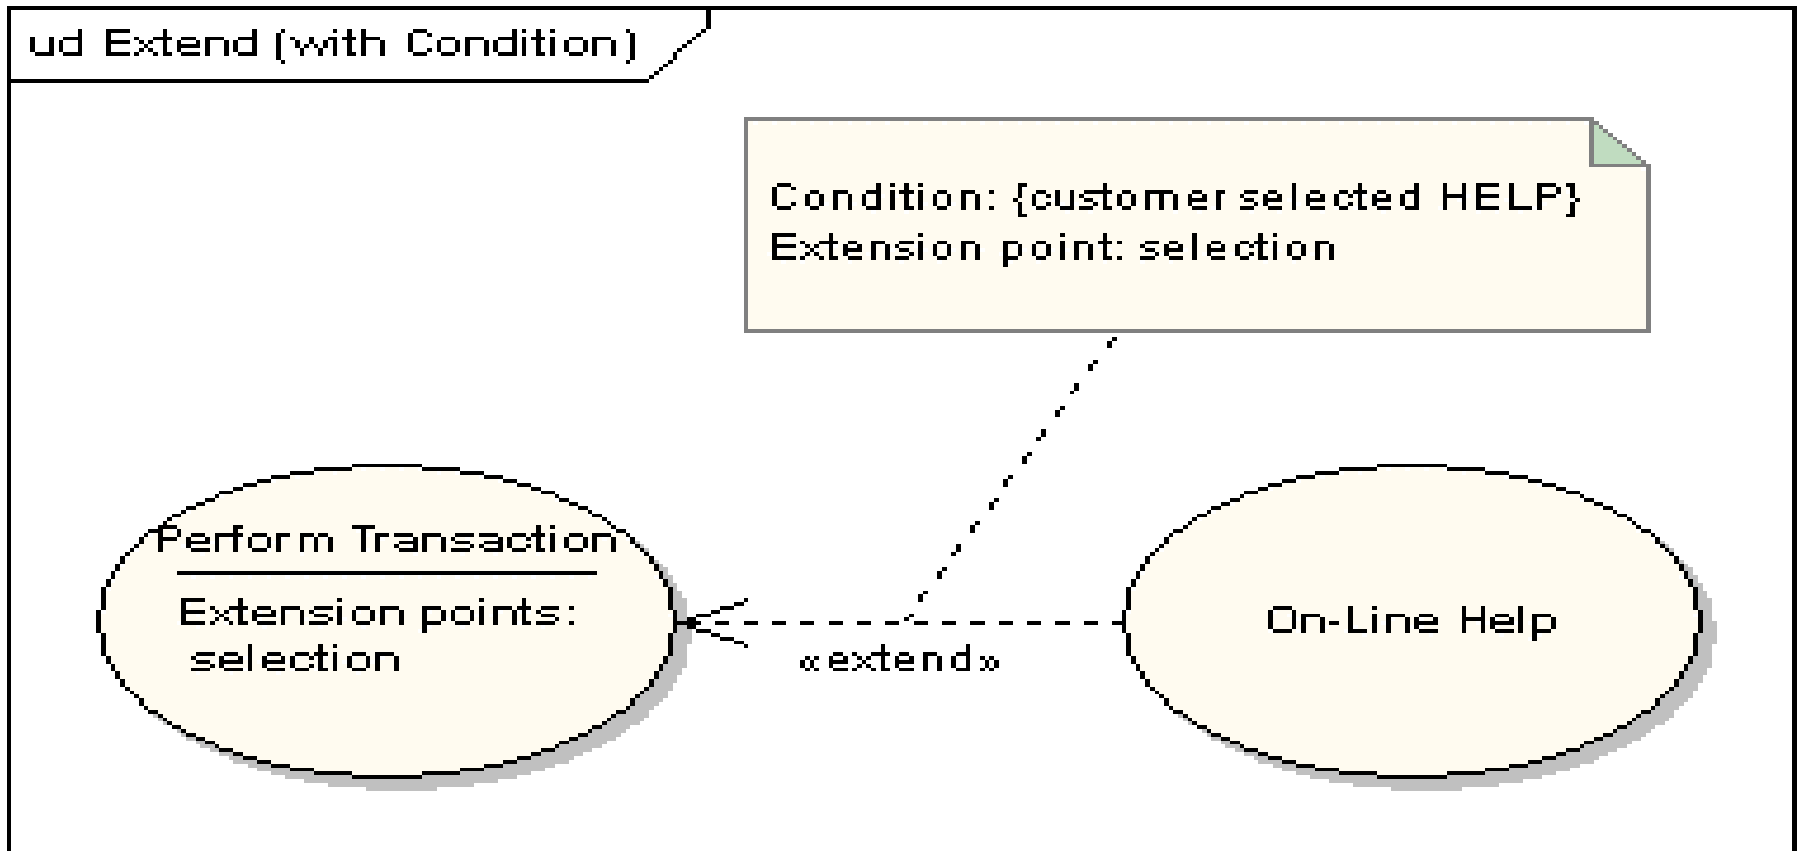 ud Extend (with Condition)
Condition: {customer selected HELP}
Extension point: selection
Perform Transaction
Extension points:
selection
«extend»
On-Line Help